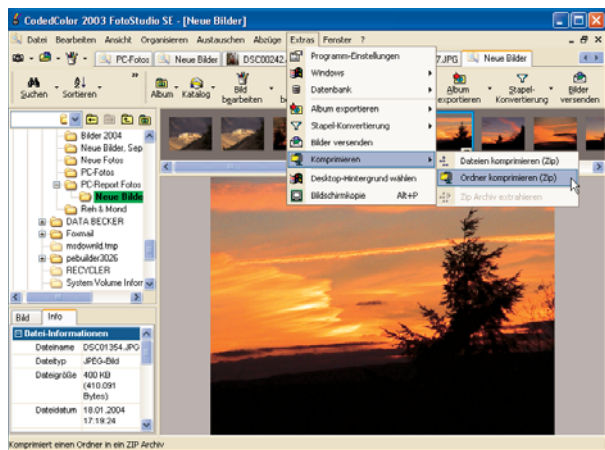 CodedColor 2003 FotoStudio SE - [Neue Bilder]
Datei Bearbeiten Ansicht Organisieren Austauschen Abzüge Extras Fenster ?
PC-Fotos Neue Bilder DSC00242. 7.JPG Neue Bilder
Suchen Sortieren Album Katalog Bild bearbeiten Album exportieren Stapel-Konvertierung Bilder versenden
Programm-Einstellungen
Windows
Datenbank
Album exportieren
Stapel-Konvertierung
Bilder versenden
Komprimieren
Desktop-Hintergrund wählen
Bildschirmkopie Alt+P
Dateien komprimieren (Zip)
Ordner komprimieren (Zip)
Zip Archiv extrahieren
Bilder 2004
Neue Bilder, Sep
Neue Fotos
PC-Fotos
PC-Report Fotos
Neue Bilde
Reh & Mond
DATA BECKER
Foxmail
modownld.tmp
pebuilder3026
RECYCLER
System Volume Inforr
Bild Info
Datei-Informationen
Dateiname DSC01354.JPG
Dateityp JPEG-Bild
Dateigröße 400 KB
(410.091
Bytes)
Dateidatum 18.01.2004
17:19:24
Komprimiert einen Ordner in ein ZIP Archiv